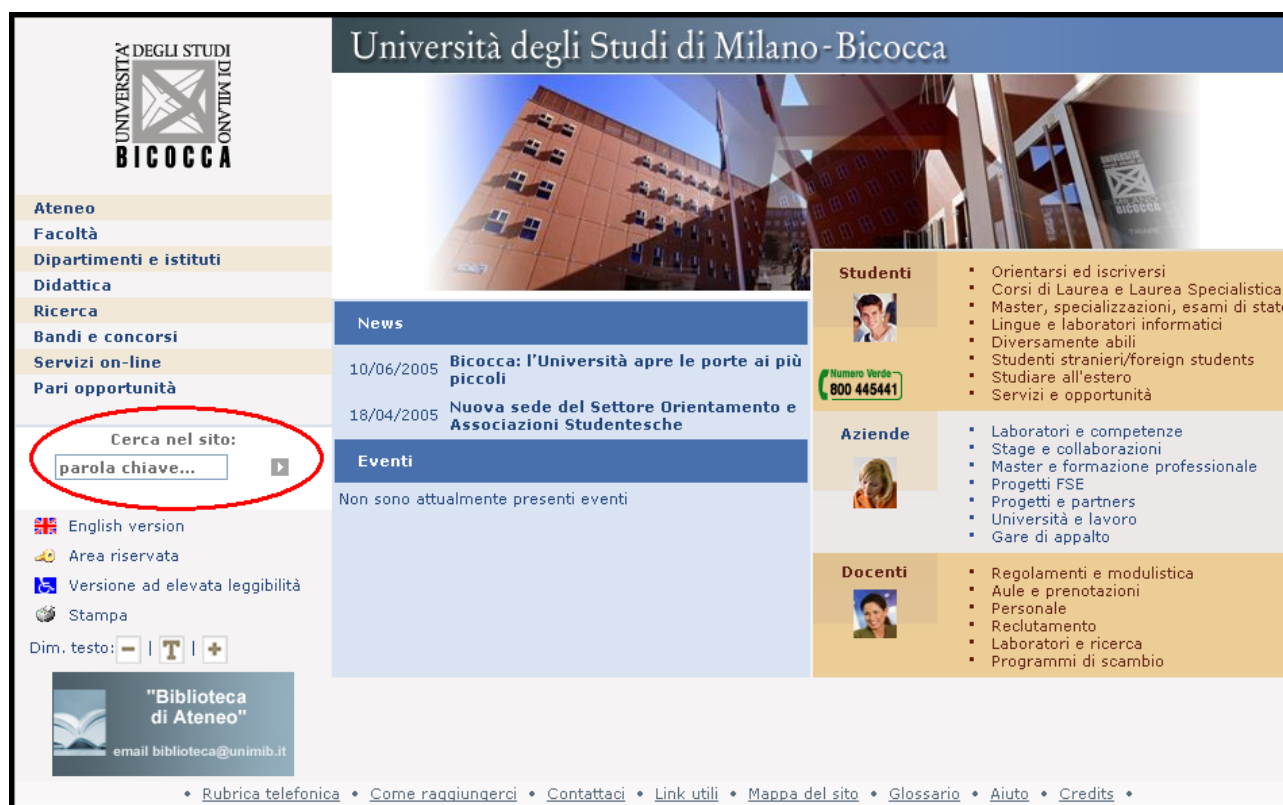 UNIVERSITÀ DEGLI STUDI DI MILANO
BICOCCA
Università degli Studi di Milano-Bicocca
UNIVERSITÀ
MILANO
BICOCCA
Ateneo
Facoltà
Dipartimenti e istituti
Didattica
Ricerca
Bandi e concorsi
Servizi on-line
Pari opportunità
Cerca nel sito:
parola chiave...
English version
Area riservata
Versione ad elevata leggibilità
Stampa
Dim. testo: - | T | +
"Biblioteca
di Ateneo"
email biblioteca@unimib.it
News
10/06/2005 Bicocca: l'Università apre le porte ai più
piccoli
18/04/2005 Nuova sede del Settore Orientamento e
Associazioni Studentesche
Eventi
Non sono attualmente presenti eventi
Studenti
Numero Verde
800 445441
• Orientarsi ed iscriversi
• Corsi di Laurea e Laurea Specialistica
• Master, specializzazioni, esami di stato
• Lingue e laboratori informatici
• Diversamente abili
• Studenti stranieri/foreign students
• Studiare all'estero
• Servizi e opportunità
Aziende
• Laboratori e competenze
• Stage e collaborazioni
• Master e formazione professionale
• Progetti FSE
• Progetti e partners
• Università e lavoro
• Gare di appalto
Docenti
• Regolamenti e modulistica
• Aule e prenotazioni
• Personale
• Reclutamento
• Laboratori e ricerca
• Programmi di scambio
• Rubrica telefonica • Come raggiungerci • Contattaci • Link utili • Mappa del sito • Glossario • Aiuto • Credits •